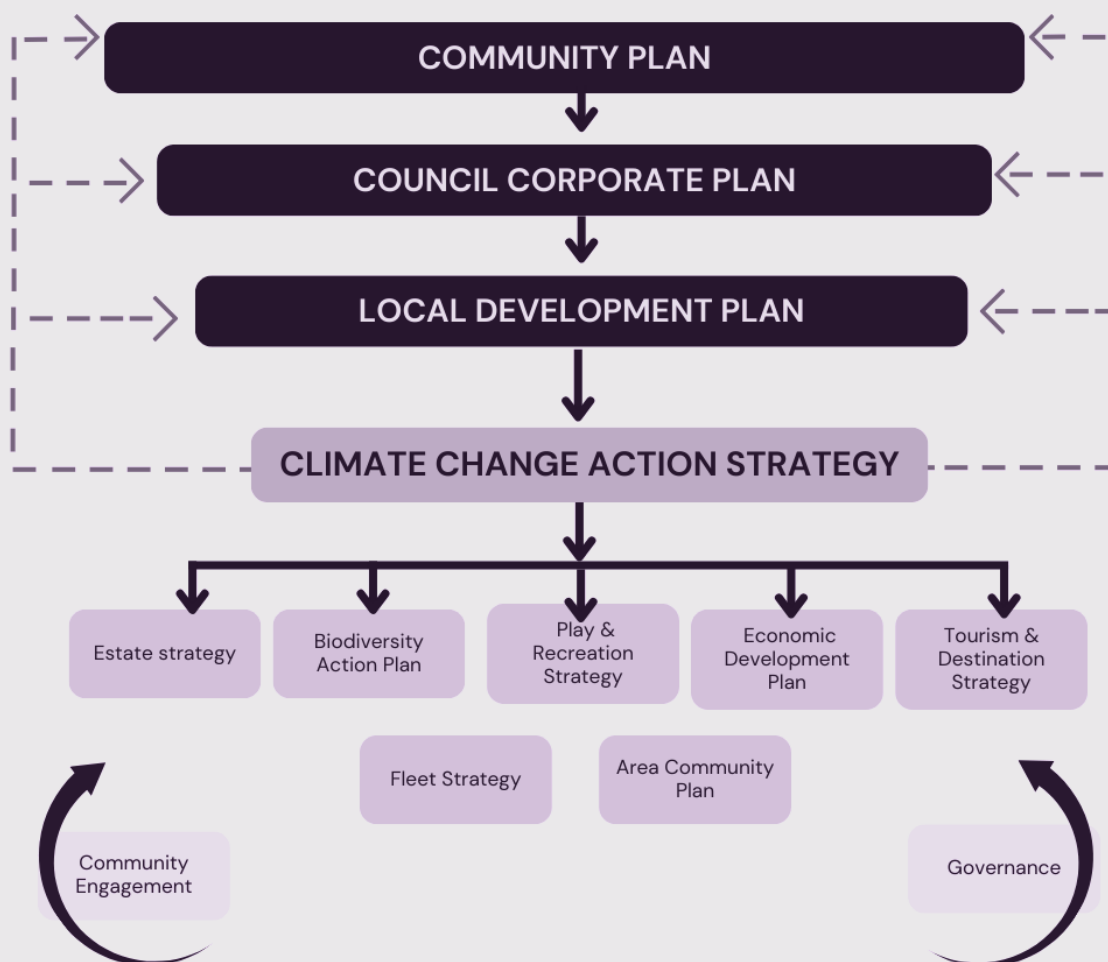 COMMUNITY PLAN
COUNCIL CORPORATE PLAN
LOCAL DEVELOPMENT PLAN
CLIMATE CHANGE ACTION STRATEGY
Estate strategy
Biodiversity
Action Plan
Play &
Recreation
Strategy
Economic
Development
Plan
Tourism &
Destination
Strategy
Fleet Strategy
Area Community
Plan
Community
Engagement
Governance